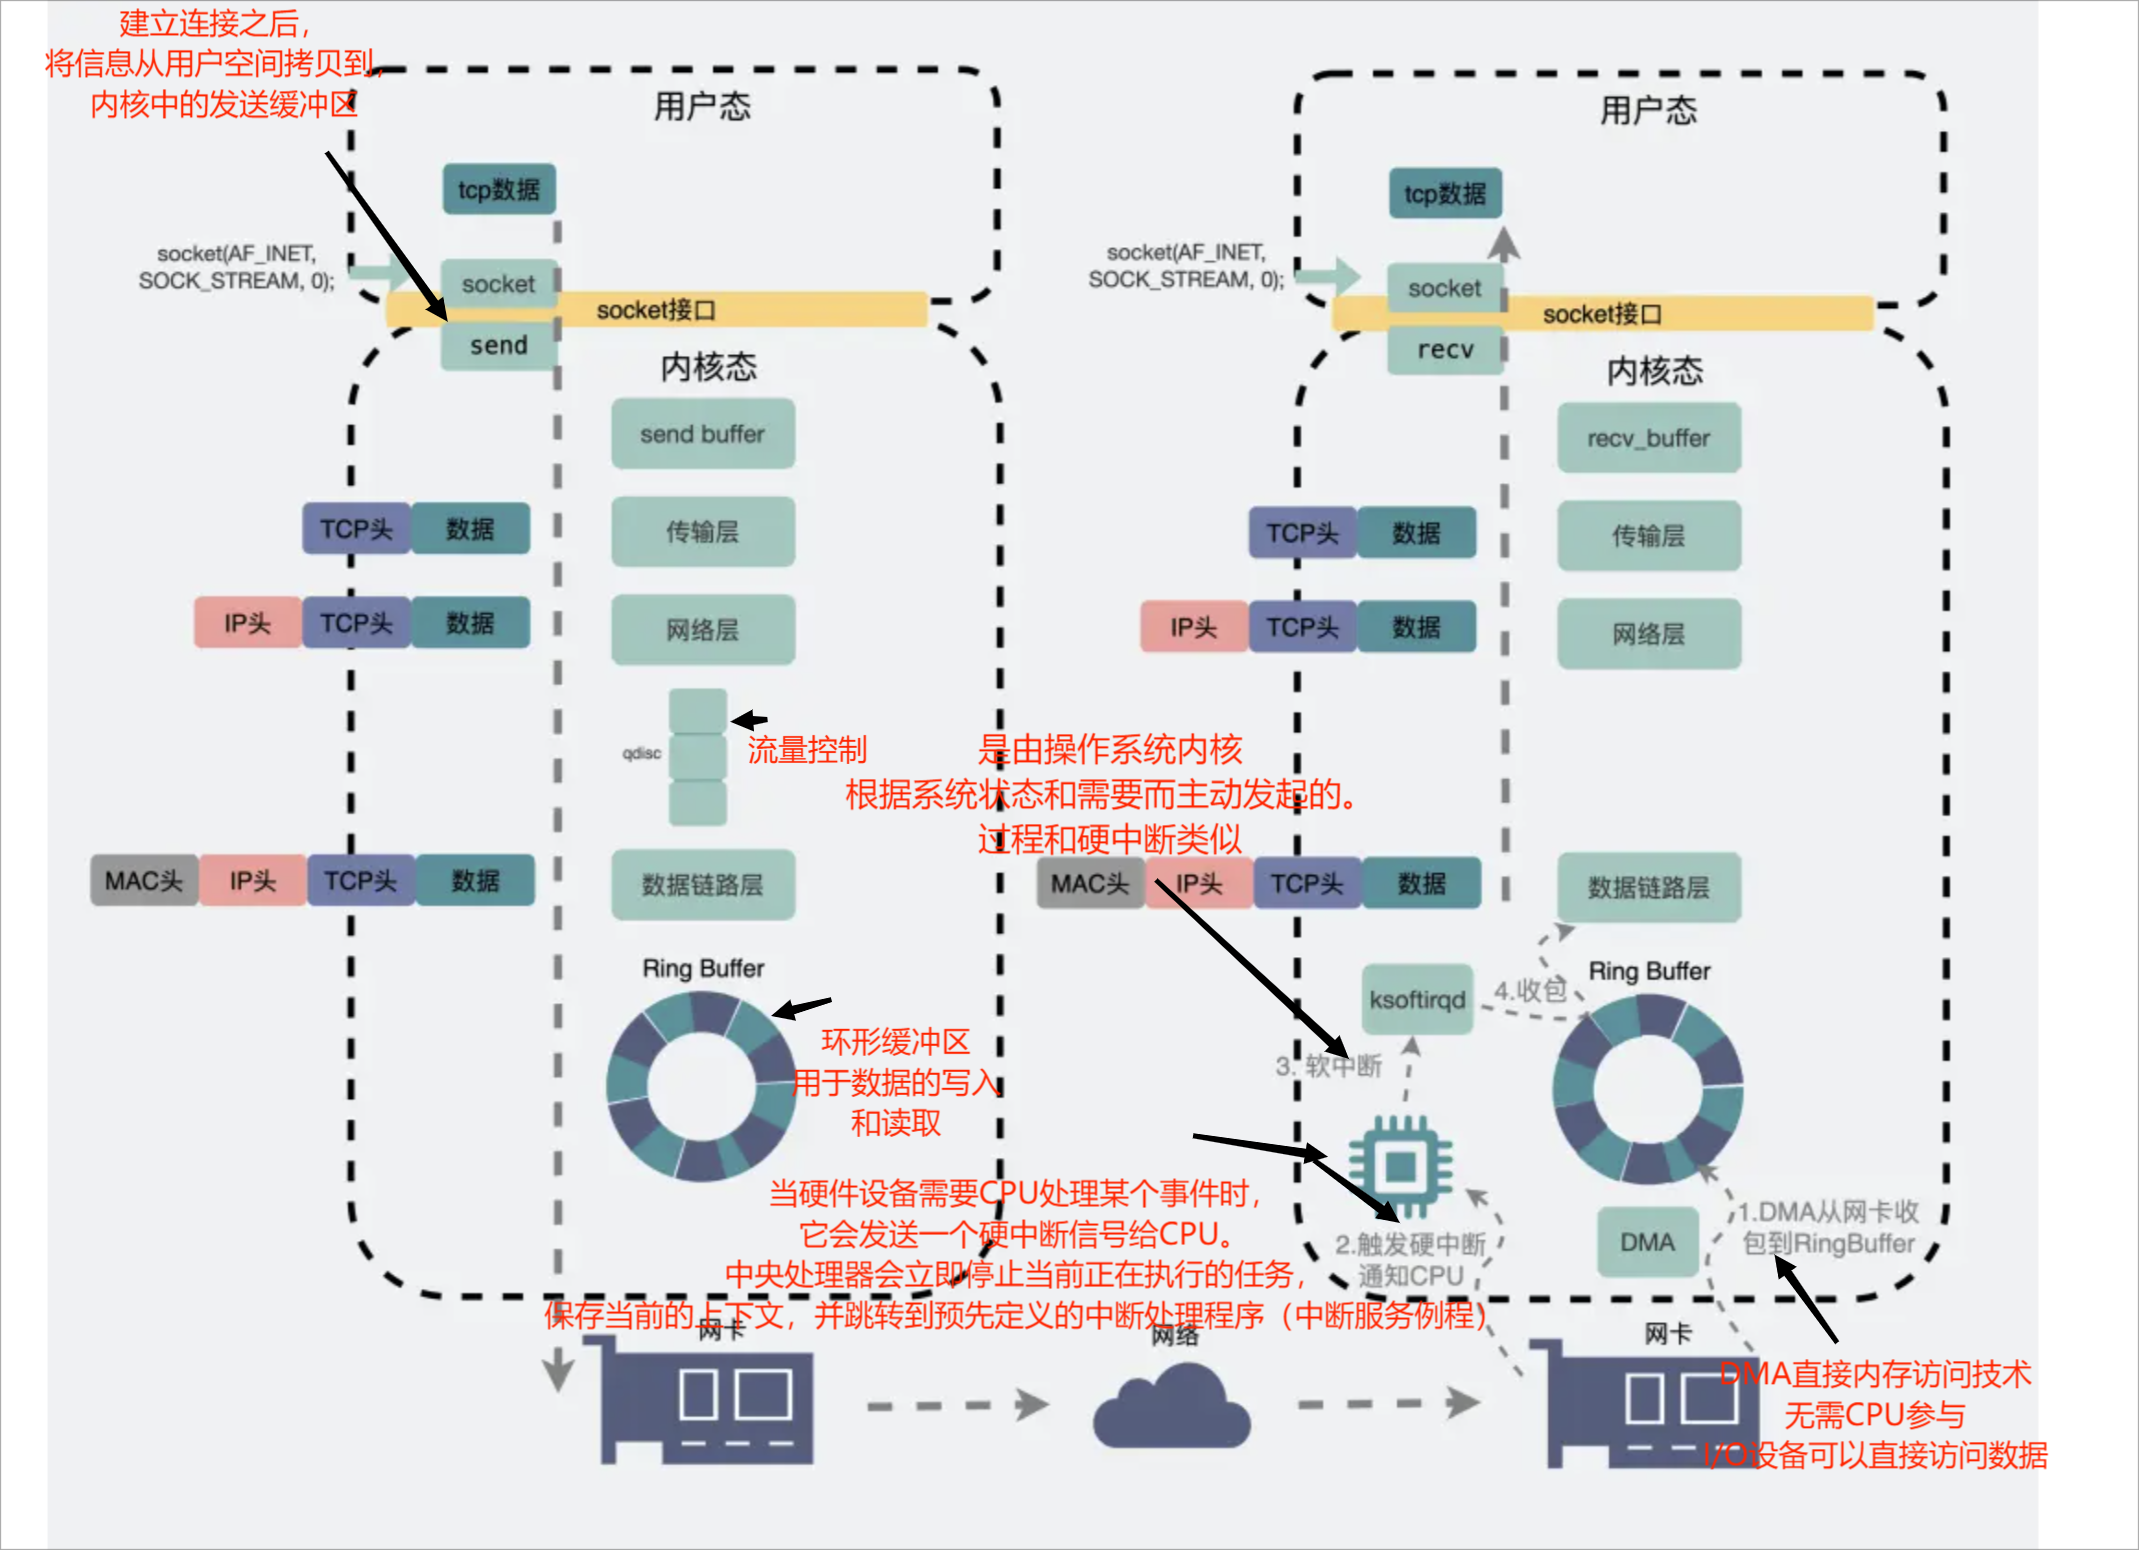 建立连接之后，
将信息从用户空间拷贝到，
内核中的发送缓冲区
用户态
tcp数据
socket(AF_INET,
SOCK_STREAM, 0);
socket
socket接口
send
内核态
send buffer
TCP头 数据
传输层
IP头 TCP头 数据
网络层
qdisc
流量控制
MAC头 IP头 TCP头 数据
数据链路层
Ring Buffer
环形缓冲区
用于数据的写入
和读取
网卡
网络
用户态
tcp数据
socket(AF_INET,
SOCK_STREAM, 0);
socket
socket接口
recv
内核态
recv_buffer
TCP头 数据
传输层
IP头 TCP头 数据
网络层
是由操作系统内核
根据系统状态和需要而主动发起的。
过程和硬中断类似
MAC头 IP头 TCP头 数据
数据链路层
ksoftirqd
4.收包
Ring Buffer
3. 软中断
当硬件设备需要CPU处理某个事件时，
它会发送一个硬中断信号给CPU。
中央处理器会立即停止当前正在执行的任务，
保存当前的上下文，并跳转到预先定义的中断处理程序（中断服务例程）
2.触发硬中断
通知CPU
DMA
1.DMA从网卡收
包到RingBuffer
网卡
DMA直接内存访问技术
无需CPU参与
I/O设备可以直接访问数据